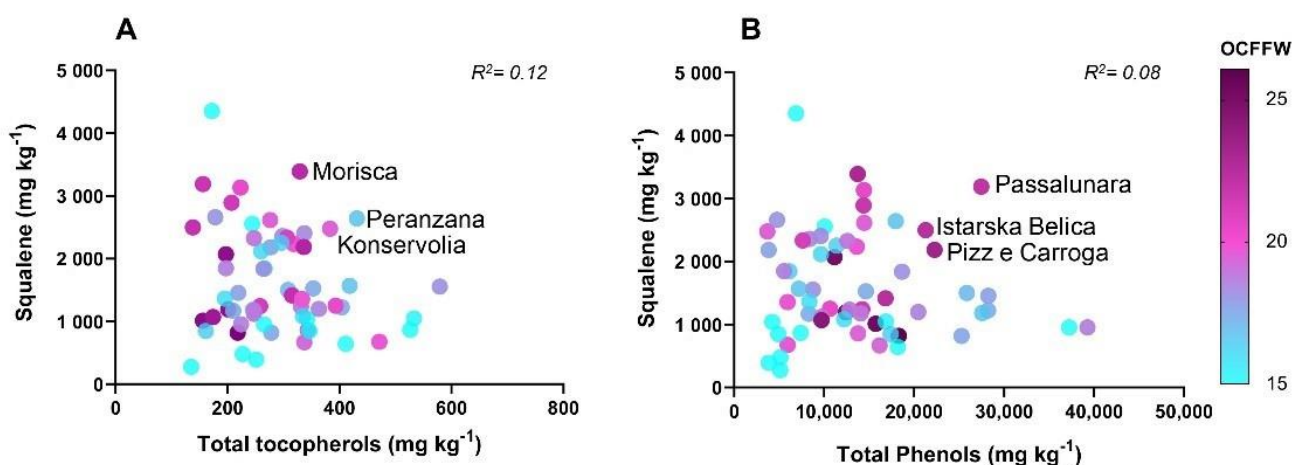 A
B
OCFFW
R²= 0.12
R²= 0.08
5 000
4 000
3 000
2 000
1 000
0
Squalene (mg kg⁻¹)
Morisca
Peranzana
Konservolia
0 200 400 600 800
Total tocopherols (mg kg⁻¹)
5 000
4 000
3 000
2 000
1 000
0
Squalene (mg kg⁻¹)
Passalunara
Istarska Belica
Pizz e Carroga
0 10,000 20,000 30,000 40,000 50,000
Total Phenols (mg kg⁻¹)
25
20
15